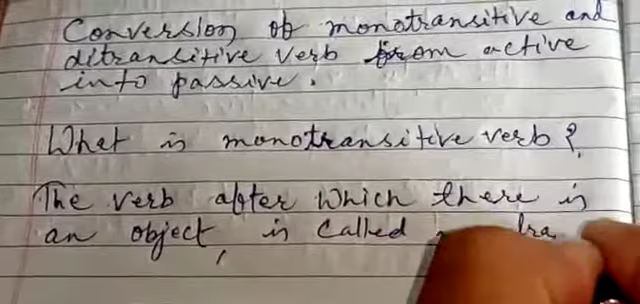 Conversion of monotransitive and
ditransitive verb from active
into passive.
What is monotransitive verb?
The verb after which there is
an object, is called